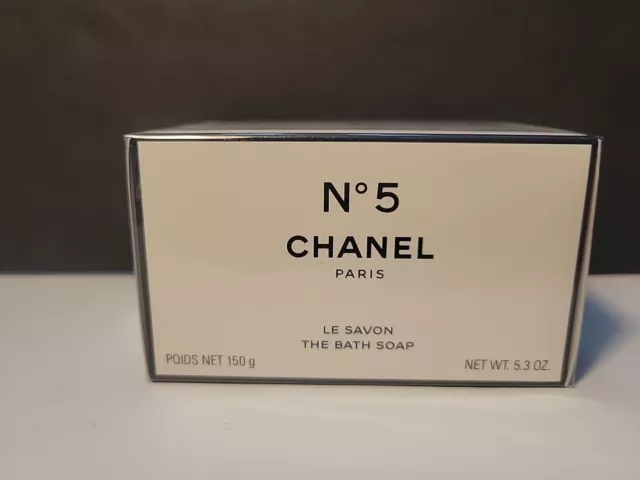 N°5
CHANEL
PARIS
LE SAVON
THE BATH SOAP
POIDS NET 150 g
NET WT. 5.3 OZ.